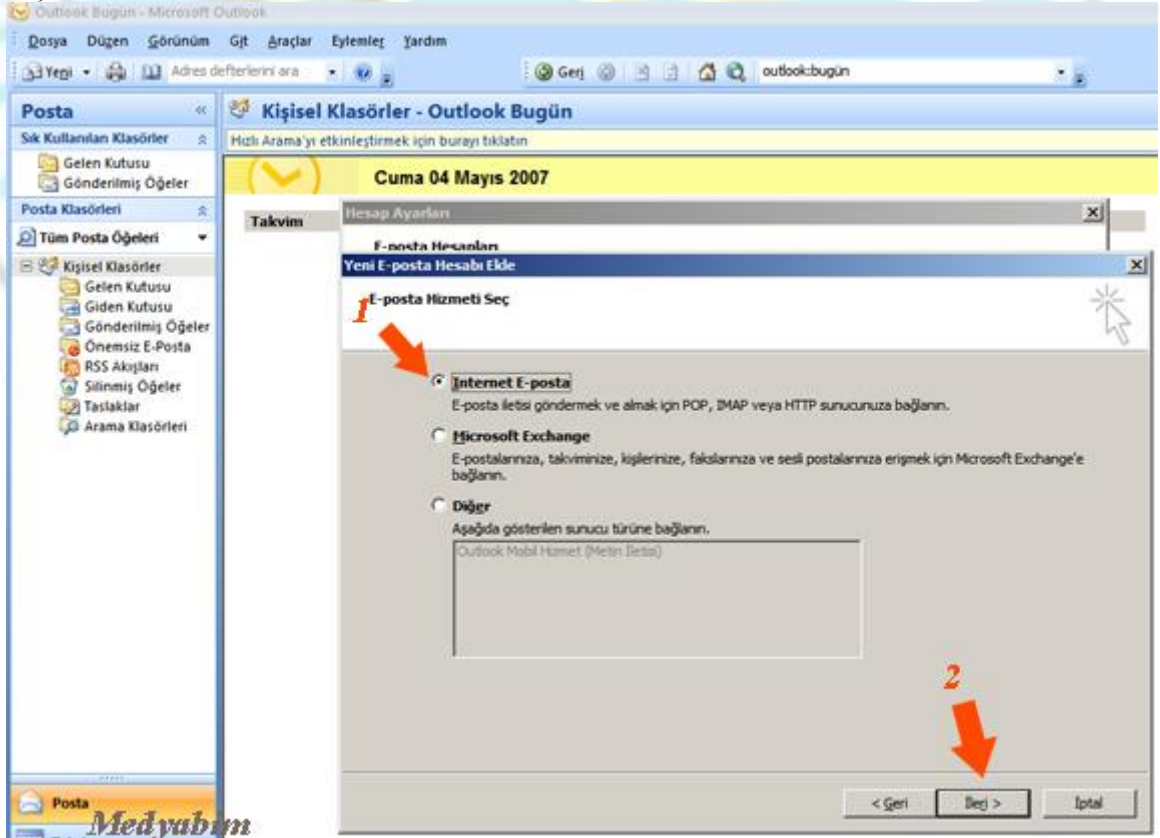 Outlook Bugün - Microsoft Outlook
Dosya Düzen Görünüm Git Araçlar Eylemler Yardım
Yeni Adres defterlerini ara Geri outlook:bugün
Posta «
Kişisel Klasörler - Outlook Bugün
Sık Kullanılan Klasörler
Hızlı Arama'yı etkinleştirmek için burayı tıklatın
Gelen Kutusu
Gönderilmiş Öğeler
Cuma 04 Mayıs 2007
Posta Klasörleri
Takvim
Hesap Ayarları
Tüm Posta Öğeleri
E-posta Hesapları
Kişisel Klasörler
Gelen Kutusu
Giden Kutusu
Gönderilmiş Öğeler
Önemsiz E-Posta
RSS Akışları
Silinmiş Öğeler
Taslaklar
Arama Klasörleri
Yeni E-posta Hesabı Ekle
E-posta Hizmeti Seç
1
Internet E-posta
E-posta iletisi göndermek ve almak için POP, IMAP veya HTTP sunucunuza bağlanın.
Microsoft Exchange
E-postalarınıza, takviminize, kişilerinize, fakslarınıza ve sesli postalarınıza erişmek için Microsoft Exchange'e
bağlanın.
Diğer
Aşağıda gösterilen sunucu türüne bağlanın.
Outlook Mobil Hizmet (Metin İletisi)
2
< Geri İleri > İptal
Posta
Medyabim